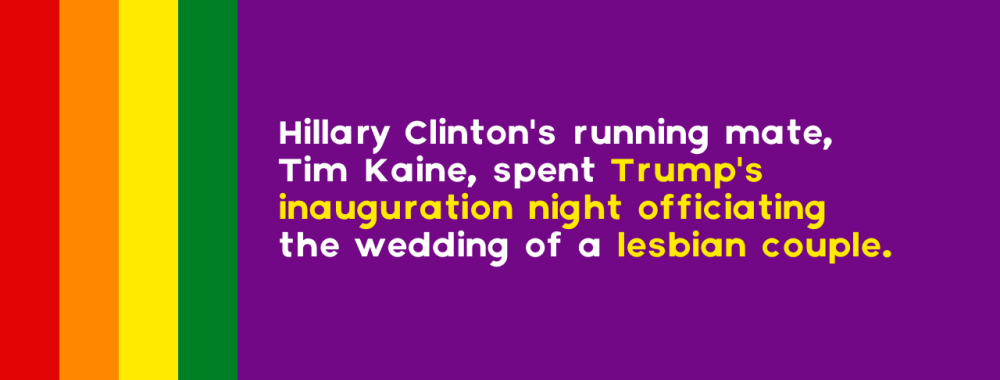 Hillary Clinton's running mate,
Tim Kaine, spent Trump's
inauguration night officiating
the wedding of a lesbian couple.